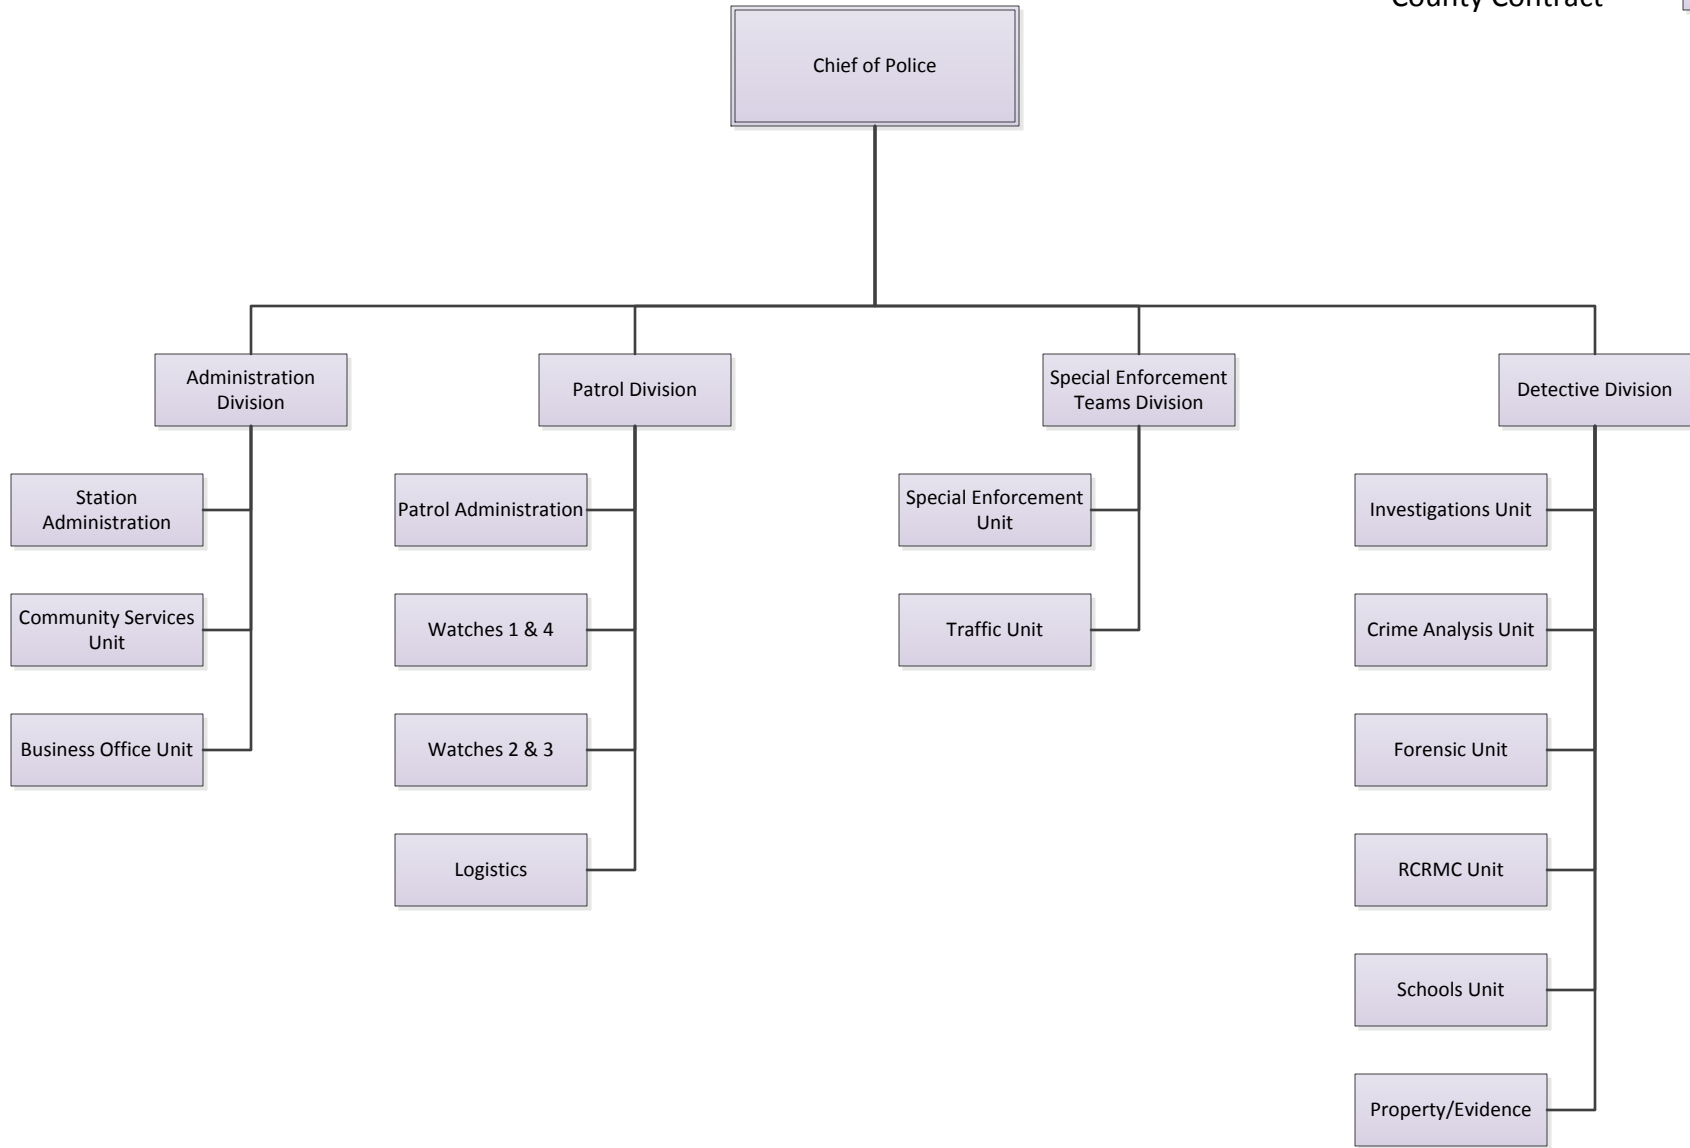 County Contract
Chief of Police
Administration
Division
Patrol Division
Special Enforcement
Teams Division
Detective Division
Station
Administration
Patrol Administration
Special Enforcement
Unit
Investigations Unit
Community Services
Unit
Watches 1 & 4
Traffic Unit
Crime Analysis Unit
Business Office Unit
Watches 2 & 3
Forensic Unit
Logistics
RCRMC Unit
Schools Unit
Property/Evidence